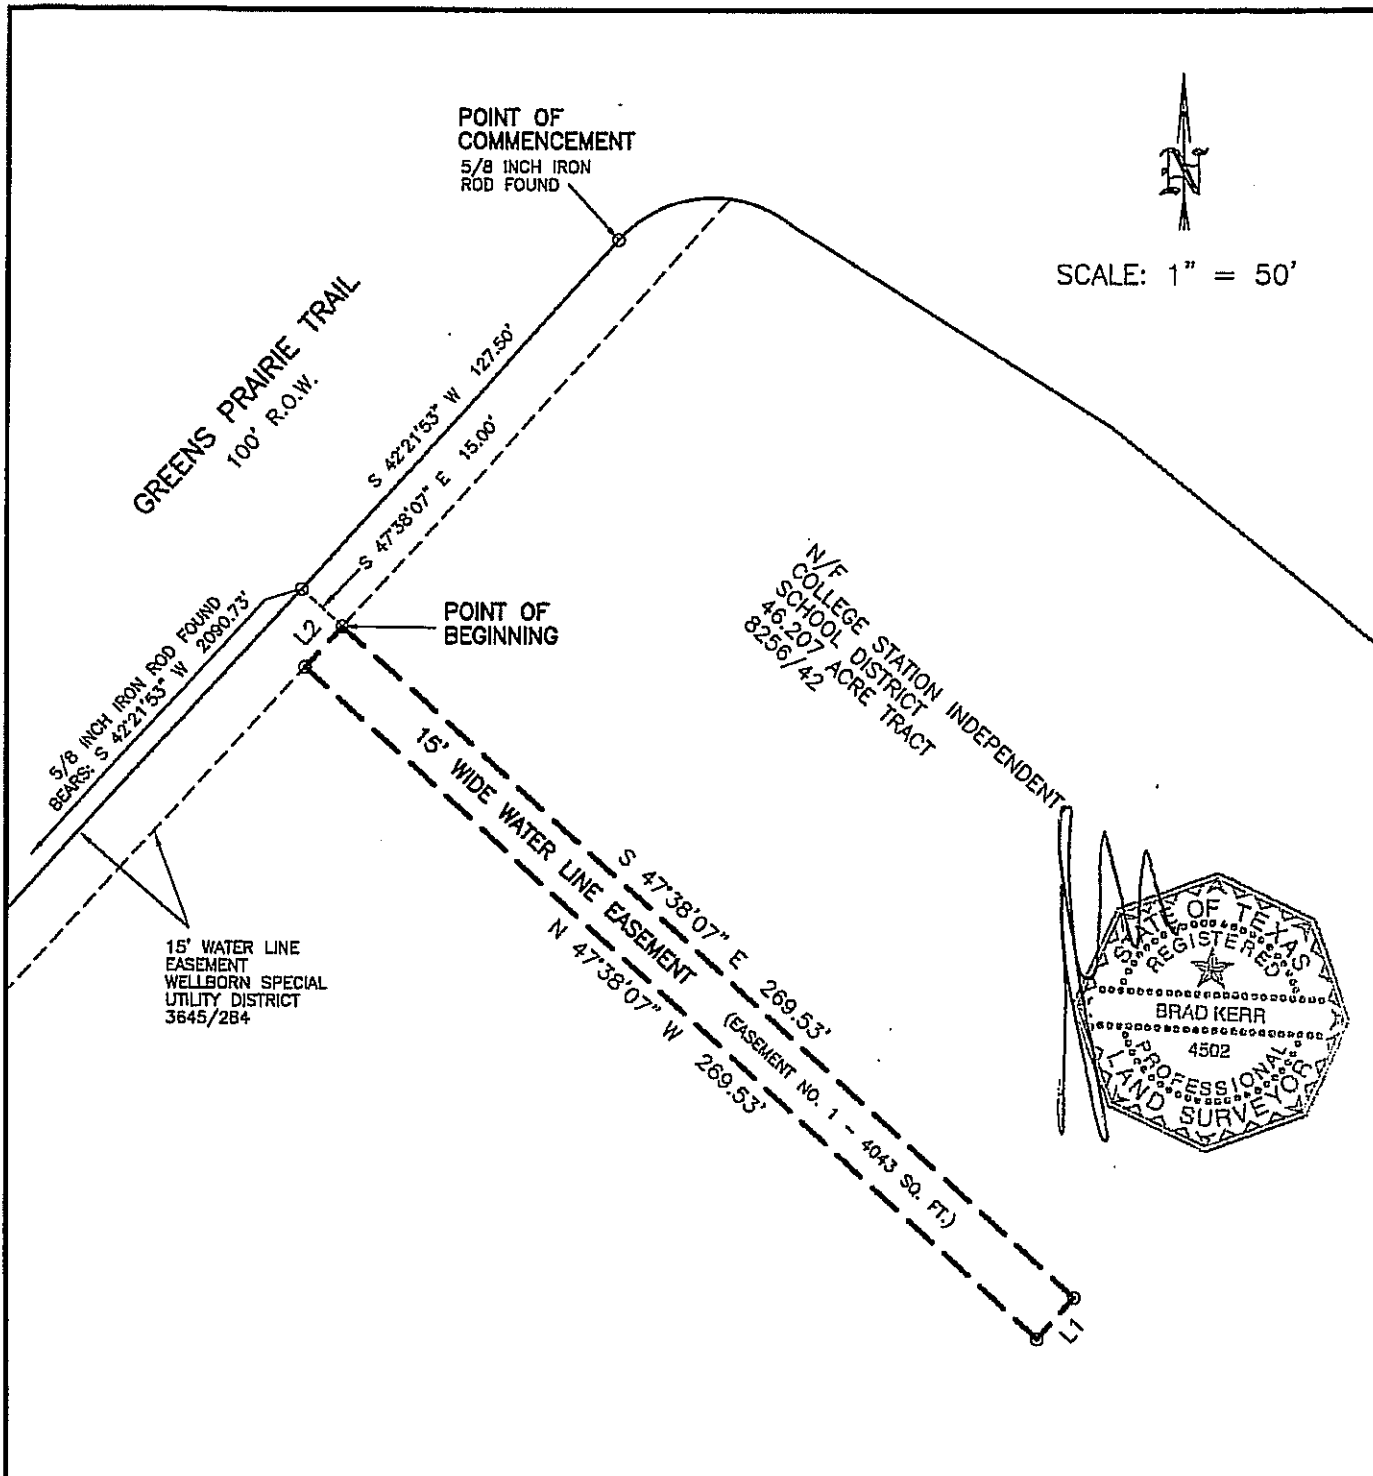 POINT OF
COMMENCEMENT
5/8 INCH IRON
ROD FOUND
N
SCALE: 1" = 50'
GREENS PRAIRIE TRAIL
100' R.O.W.
S 42°21'53" W 127.50'
S 47°38'07" E 15.00'
5/8 INCH IRON ROD FOUND
BEARS: S 42°21'53" W 2090.73'
L2
POINT OF
BEGINNING
N/F
COLLEGE STATION INDEPENDENT
SCHOOL DISTRICT
46.207 ACRE TRACT
8256/42
15' WIDE WATER LINE EASEMENT
(EASEMENT NO. 1 - 4043 SQ. FT.)
S 47°38'07" E 269.53'
N 47°38'07" W 269.53'
15' WATER LINE
EASEMENT
WELLBORN SPECIAL
UTILITY DISTRICT
3645/284
L1
STATE OF TEXAS
REGISTERED
BRAD KERR
4502
PROFESSIONAL
LAND SURVEYOR